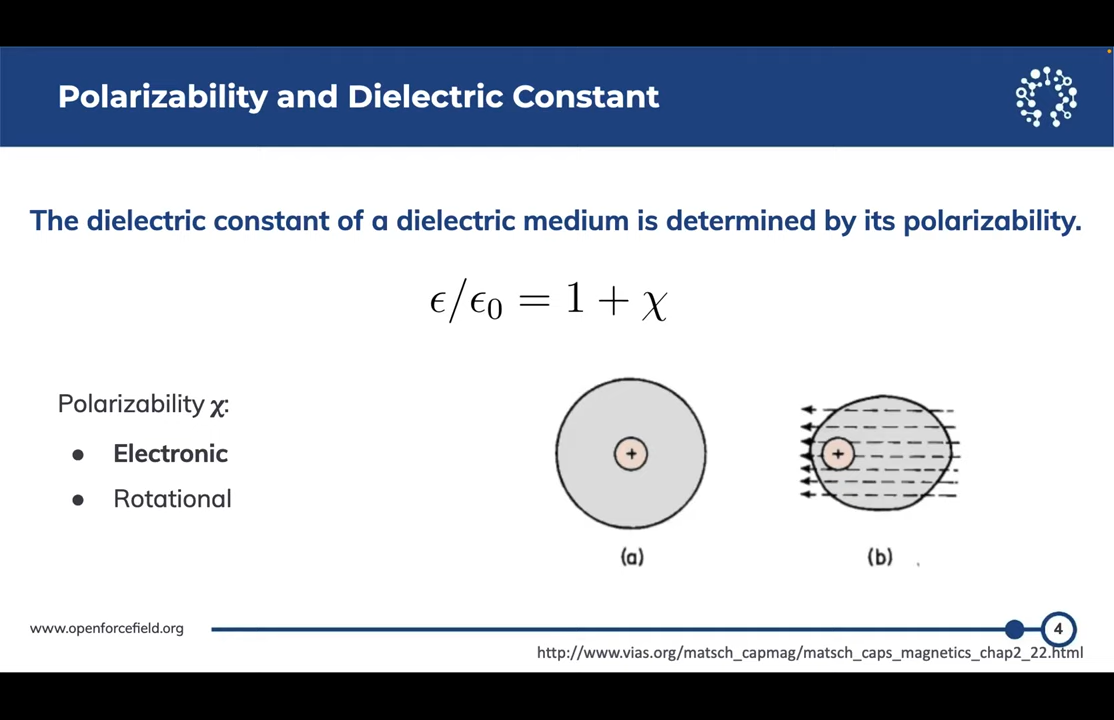 Polarizability and Dielectric Constant
The dielectric constant of a dielectric medium is determined by its polarizability.
ϵ/ϵ₀ = 1 + χ
Polarizability χ:
● Electronic
● Rotational
+
+
(a)
(b)
www.openforcefield.org
4
http://www.vias.org/matsch_capmag/matsch_caps_magnetics_chap2_22.html